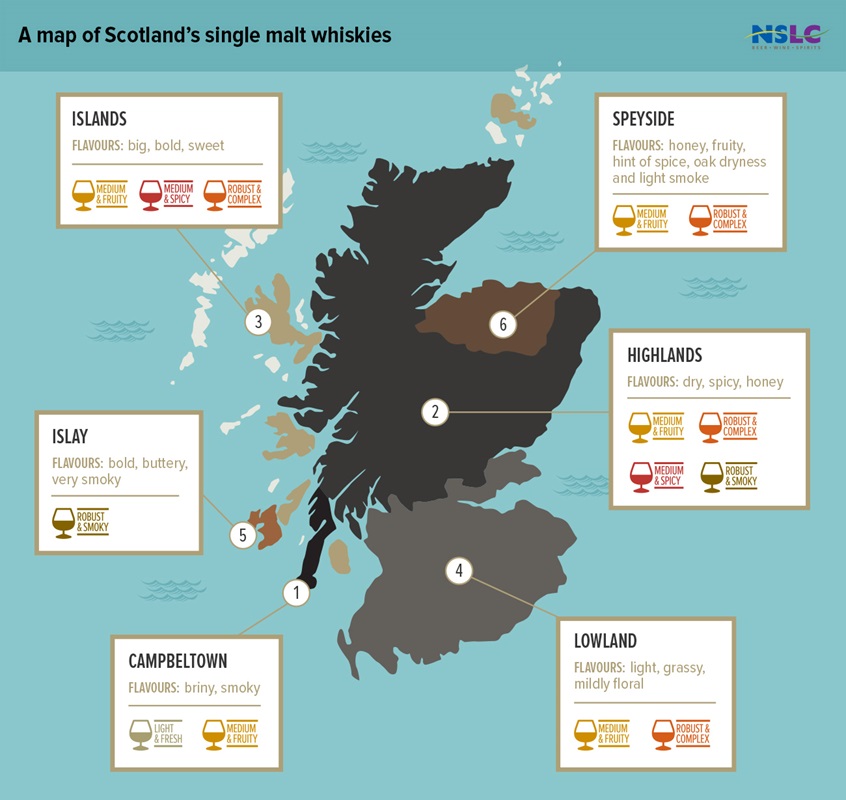 A map of Scotland's single malt whiskies
NSLC
BEER • WINE • SPIRITS
ISLANDS
FLAVOURS: big, bold, sweet
MEDIUM
& FRUITY
MEDIUM
& SPICY
ROBUST &
COMPLEX
SPEYSIDE
FLAVOURS: honey, fruity,
hint of spice, oak dryness
and light smoke
MEDIUM
& FRUITY
ROBUST &
COMPLEX
3
6
HIGHLANDS
FLAVOURS: dry, spicy, honey
MEDIUM
& FRUITY
ROBUST &
COMPLEX
MEDIUM
& SPICY
ROBUST
& SMOKY
2
ISLAY
FLAVOURS: bold, buttery,
very smoky
ROBUST
& SMOKY
5
4
1
CAMPBELTOWN
FLAVOURS: briny, smoky
LIGHT
& FRESH
MEDIUM
& FRUITY
LOWLAND
FLAVOURS: light, grassy,
mildly floral
MEDIUM
& FRUITY
ROBUST &
COMPLEX